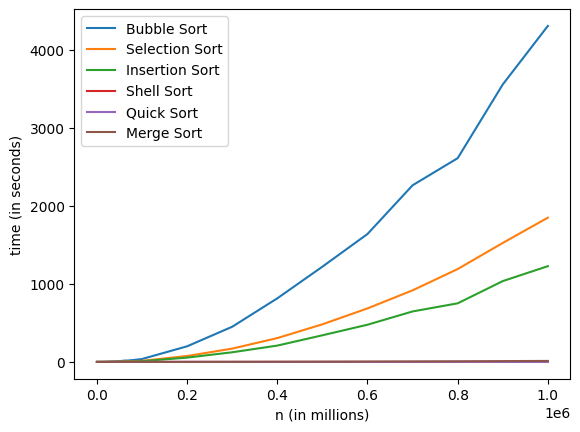 Bubble Sort
Selection Sort
Insertion Sort
Shell Sort
Quick Sort
Merge Sort
time (in seconds)
4000
3000
2000
1000
0
0.0 0.2 0.4 0.6 0.8 1.0
1e6
n (in millions)